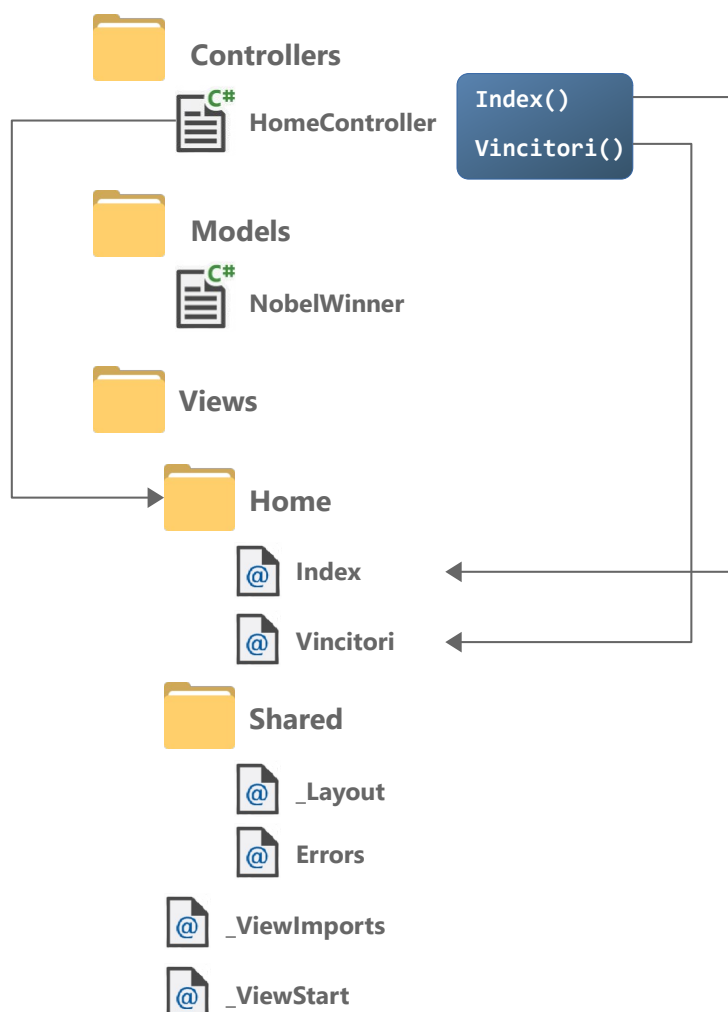 Controllers
C#
HomeController
Index()
Vincitori()
Models
C#
NobelWinner
Views
Home
@ Index
@ Vincitori
Shared
@ _Layout
@ Errors
@ _ViewImports
@ _ViewStart